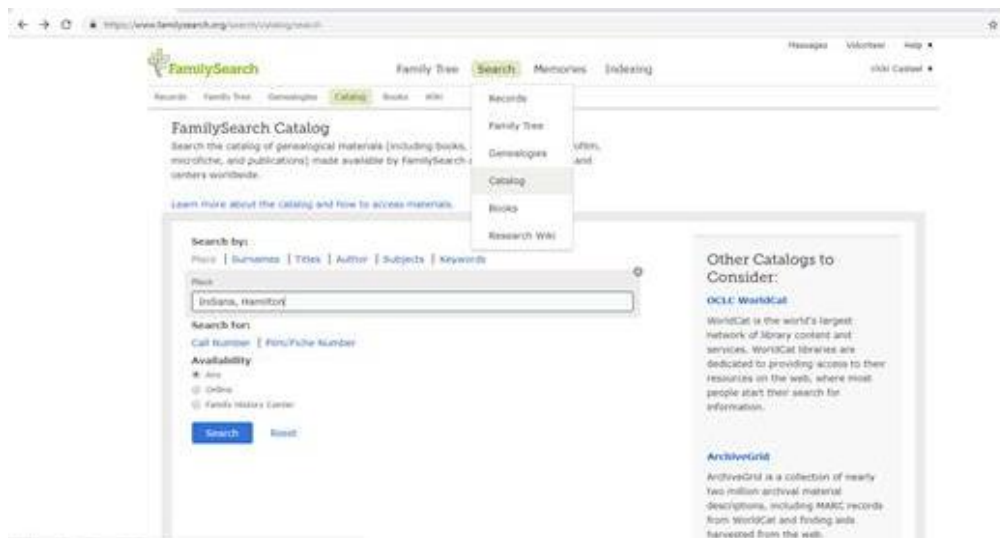 https://www.familysearch.org/search/catalog/search
Messages Volunteer Help
FamilySearch
Family Tree Search Memories Indexing
Records Family Tree Genealogies Catalog Books Wiki
Records
Family Tree
Genealogies
Catalog
Books
Research Wiki
FamilySearch Catalog
Search the catalog of genealogical materials (including books,
microfiche, and publications) made available by FamilySearch and
centers worldwide.
Learn more about the catalog and how to access materials.
Search by:
Place | Surnames | Titles | Author | Subjects | Keywords
Place
Indiana, Hamilton
Search for:
Call Number | Film/Fiche Number
Availability
Any
Online
Family History Center
Search Reset
Other Catalogs to
Consider:
OCLC WorldCat
WorldCat is the world's largest
network of library content and
services. WorldCat libraries are
dedicated to providing access to their
resources on the web, where most
people start their search for
information.
ArchiveGrid
ArchiveGrid is a collection of nearly
two million archival material
descriptions, including MARC records
from WorldCat and finding aids
harvested from the web.